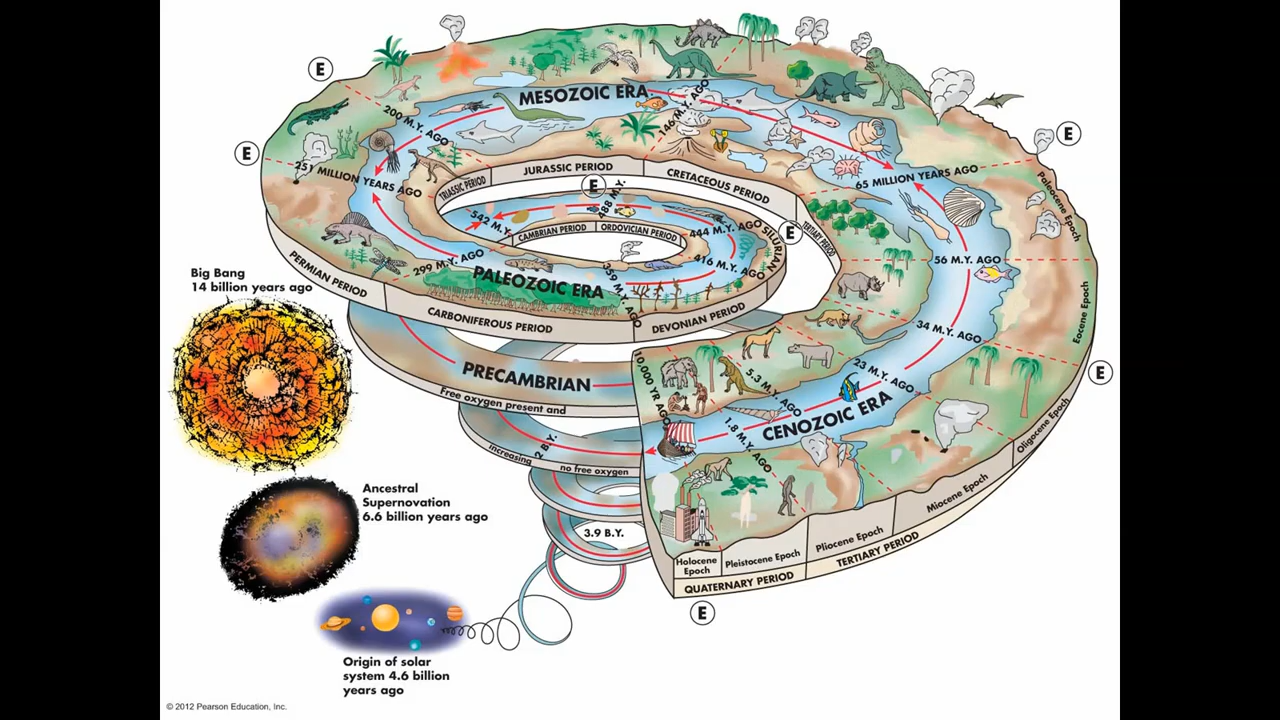 E
E
E
E
E
E
E
MESOZOIC ERA
200 M.Y. AGO
146 M.Y. AGO
251 MILLION YEARS AGO
65 MILLION YEARS AGO
TRIASSIC PERIOD
JURASSIC PERIOD
CRETACEOUS PERIOD
TERTIARY PERIOD
Paleocene Epoch
542 M.Y.
488 M.Y.
CAMBRIAN PERIOD
ORDOVICIAN PERIOD
444 M.Y. AGO
SILURIAN
416 M.Y. AGO
359 M.Y. AGO
299 M.Y. AGO
PALEOZOIC ERA
PERMIAN PERIOD
CARBONIFEROUS PERIOD
DEVONIAN PERIOD
56 M.Y. AGO
Eocene Epoch
34 M.Y. AGO
23 M.Y. AGO
Oligocene Epoch
5.3 M.Y. AGO
1.8 M.Y. AGO
10,000 YR AGO
CENOZOIC ERA
Miocene Epoch
Pliocene Epoch
Pleistocene Epoch
Holocene
Epoch
TERTIARY PERIOD
QUATERNARY PERIOD
PRECAMBRIAN
Free oxygen present and
increasing
2 B.Y.
no free oxygen
3.9 B.Y.
Big Bang
14 billion years ago
Ancestral
Supernovation
6.6 billion years ago
Origin of solar
system 4.6 billion
years ago
© 2012 Pearson Education, Inc.